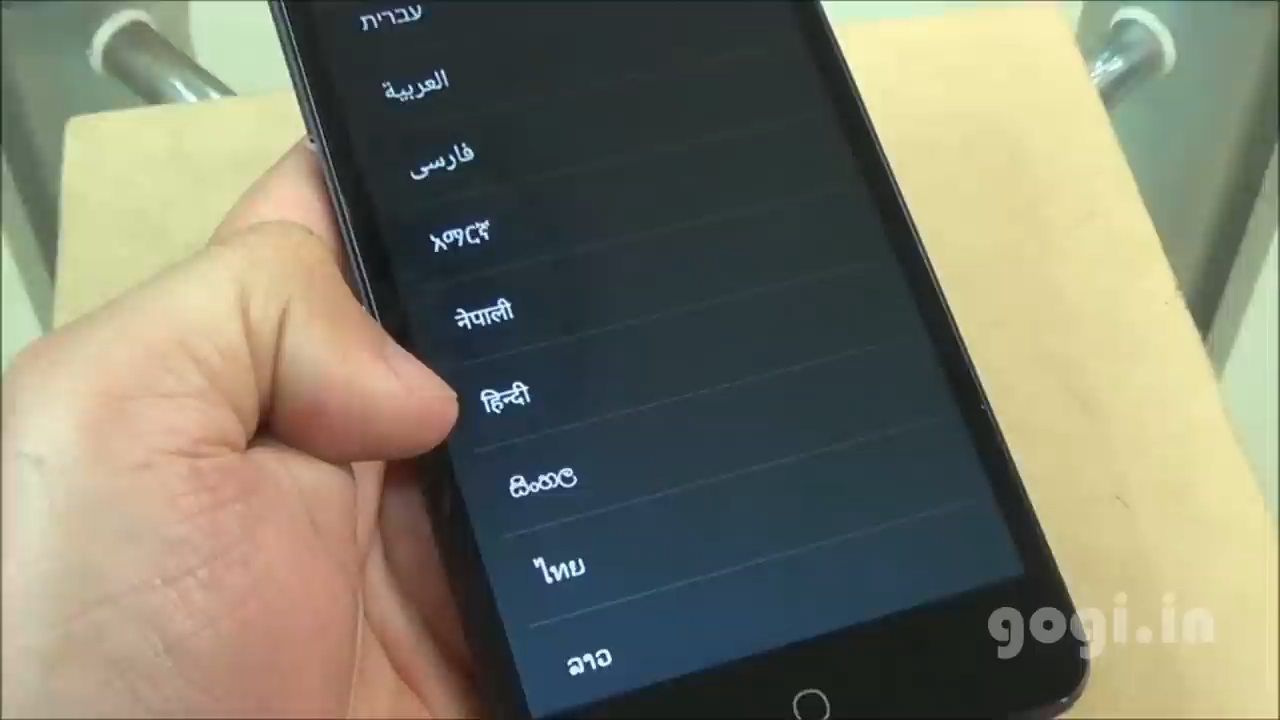 עברית
العربية
فارسی
አማርኛ
नेपाली
हिन्दी
සිංහල
ไทย
ລາວ
gogi.in